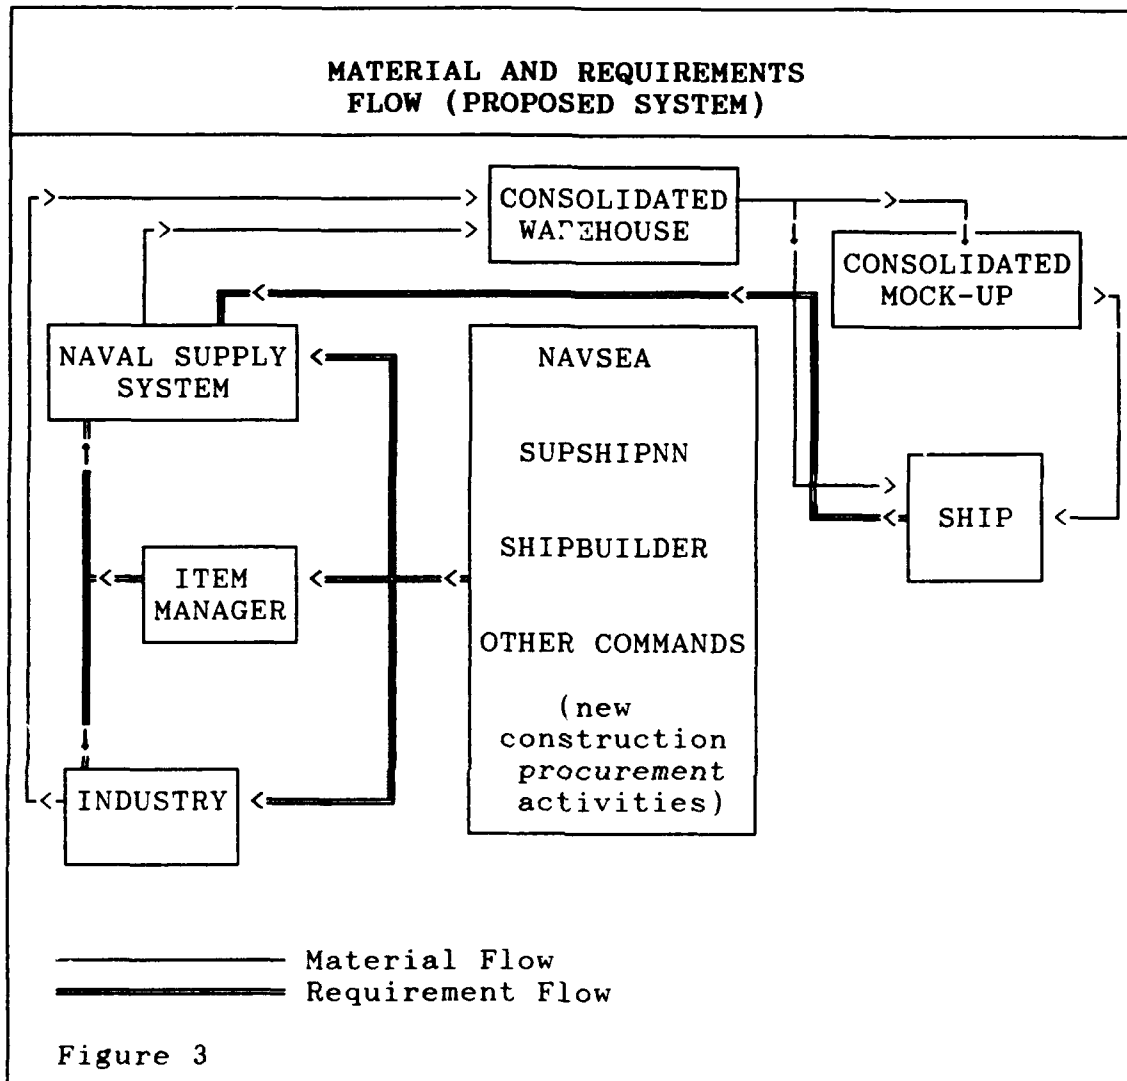 MATERIAL AND REQUIREMENTS
FLOW (PROPOSED SYSTEM)
CONSOLIDATED
WAREHOUSE
CONSOLIDATED
MOCK-UP
NAVAL SUPPLY
SYSTEM
NAVSEA
SUPSHIPNN
SHIPBUILDER
OTHER COMMANDS
(new
construction
procurement
activities)
SHIP
ITEM
MANAGER
INDUSTRY
Material Flow
Requirement Flow
Figure 3